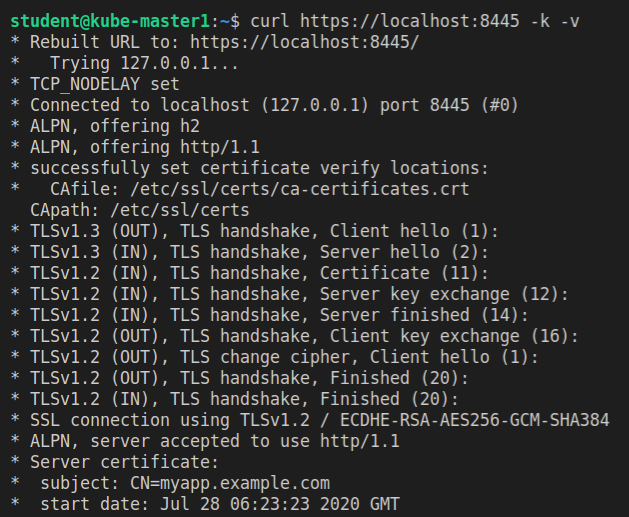 student@kube-master1:~$ curl https://localhost:8445 -k -v
* Rebuilt URL to: https://localhost:8445/
*   Trying 127.0.0.1...
* TCP_NODELAY set
* Connected to localhost (127.0.0.1) port 8445 (#0)
* ALPN, offering h2
* ALPN, offering http/1.1
* successfully set certificate verify locations:
*   CAfile: /etc/ssl/certs/ca-certificates.crt
  CApath: /etc/ssl/certs
* TLSv1.3 (OUT), TLS handshake, Client hello (1):
* TLSv1.3 (IN), TLS handshake, Server hello (2):
* TLSv1.2 (IN), TLS handshake, Certificate (11):
* TLSv1.2 (IN), TLS handshake, Server key exchange (12):
* TLSv1.2 (IN), TLS handshake, Server finished (14):
* TLSv1.2 (OUT), TLS handshake, Client key exchange (16):
* TLSv1.2 (OUT), TLS change cipher, Client hello (1):
* TLSv1.2 (OUT), TLS handshake, Finished (20):
* TLSv1.2 (IN), TLS handshake, Finished (20):
* SSL connection using TLSv1.2 / ECDHE-RSA-AES256-GCM-SHA384
* ALPN, server accepted to use http/1.1
* Server certificate:
*  subject: CN=myapp.example.com
*  start date: Jul 28 06:23:23 2020 GMT